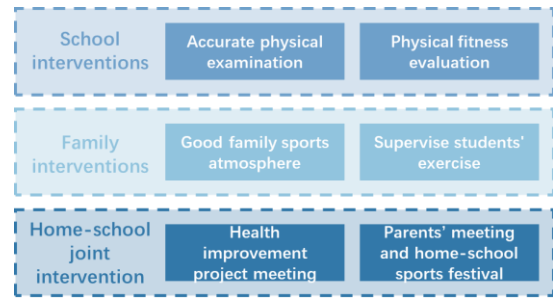 School
interventions
Accurate physical
examination
Physical fitness
evaluation
Family
interventions
Good family sports
atmosphere
Supervise students'
exercise
Home-school
joint
intervention
Health
improvement
project meeting
Parents' meeting
and home-school
sports festival